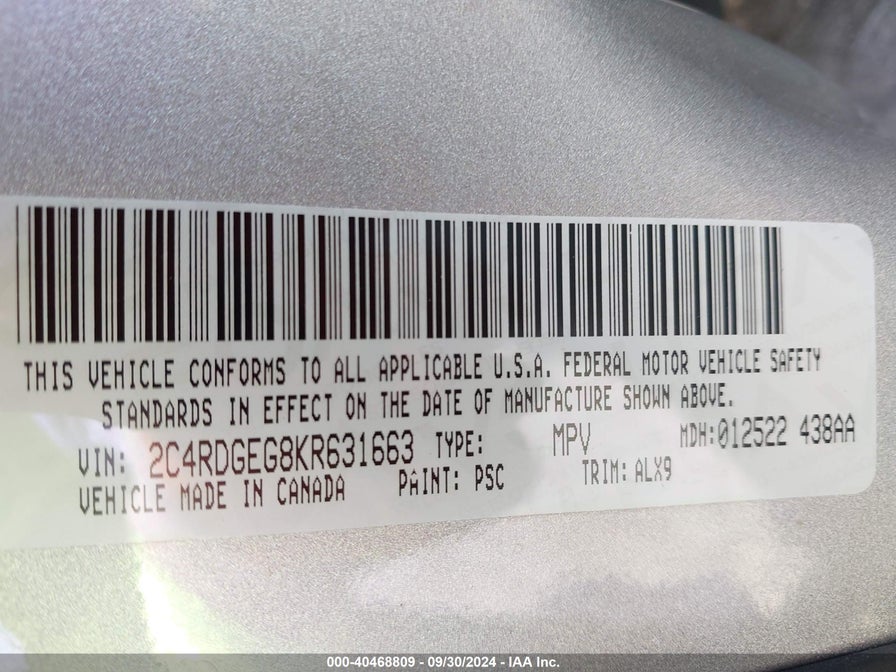 THIS VEHICLE CONFORMS TO ALL APPLICABLE U.S.A. FEDERAL MOTOR VEHICLE SAFETY
STANDARDS IN EFFECT ON THE DATE OF MANUFACTURE SHOWN ABOVE.
VIN: 2C4RDGEG8KR631663 TYPE: MPV MDH:012522 438AA
VEHICLE MADE IN CANADA PAINT: PSC TRIM: ALX9
000-40468809 - 09/30/2024 - IAA Inc.